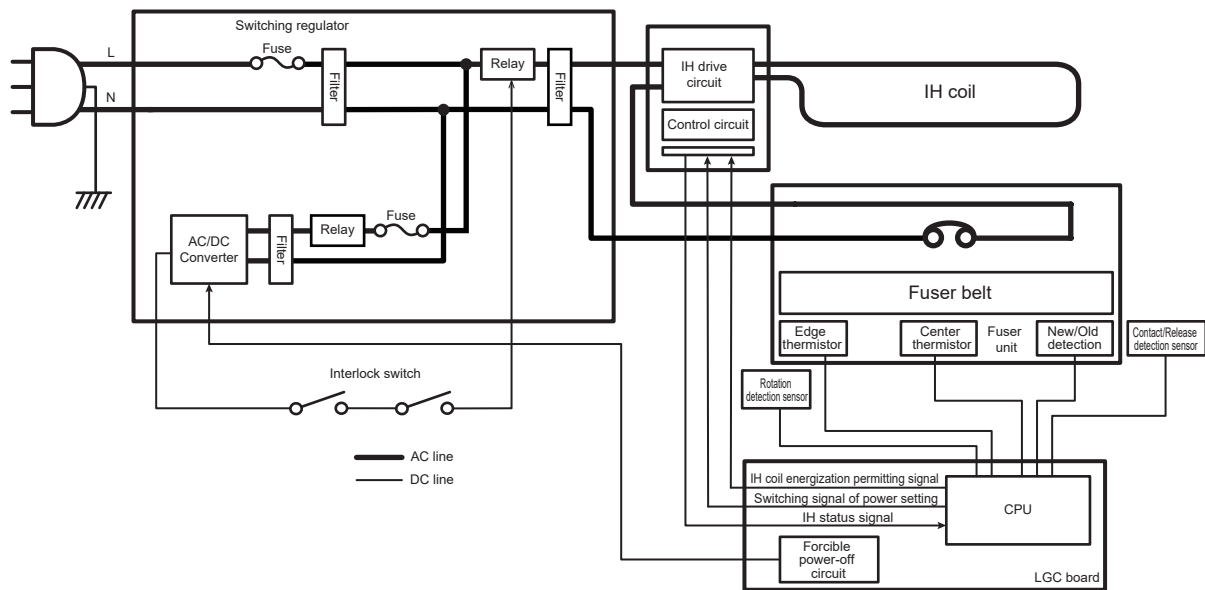 Switching regulator
L
Fuse
Relay
IH drive
circuit
IH coil
Filter
Filter
N
Control circuit
Relay
Fuse
AC/DC
Converter
Filter
Fuser belt
Edge
thermistor
Center
thermistor
Fuser
unit
New/Old
detection
Contact/Release
detection sensor
Interlock switch
Rotation
detection sensor
AC line
DC line
IH coil energization permitting signal
Switching signal of power setting
IH status signal
CPU
Forcible
power-off
circuit
LGC board